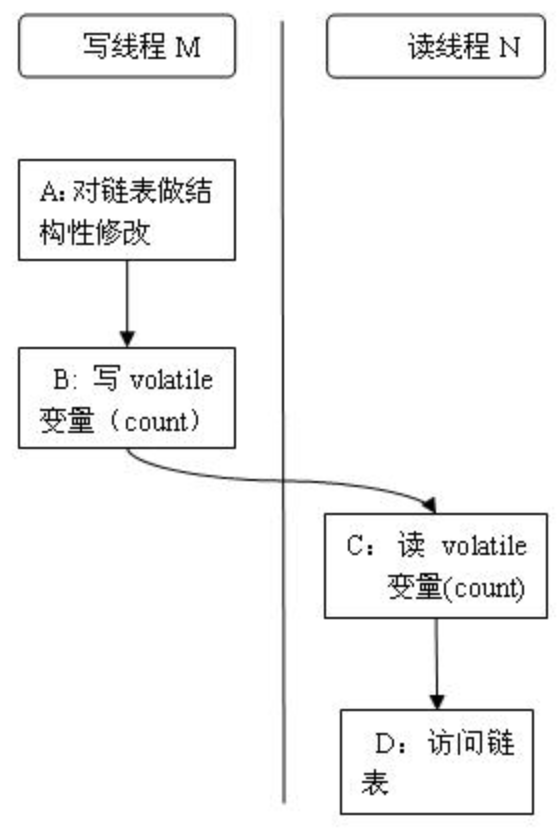 写线程 M
读线程 N
A：对链表做结
构性修改
B: 写 volatile
变量（count）
C：读 volatile
变量(count)
D：访问链
表